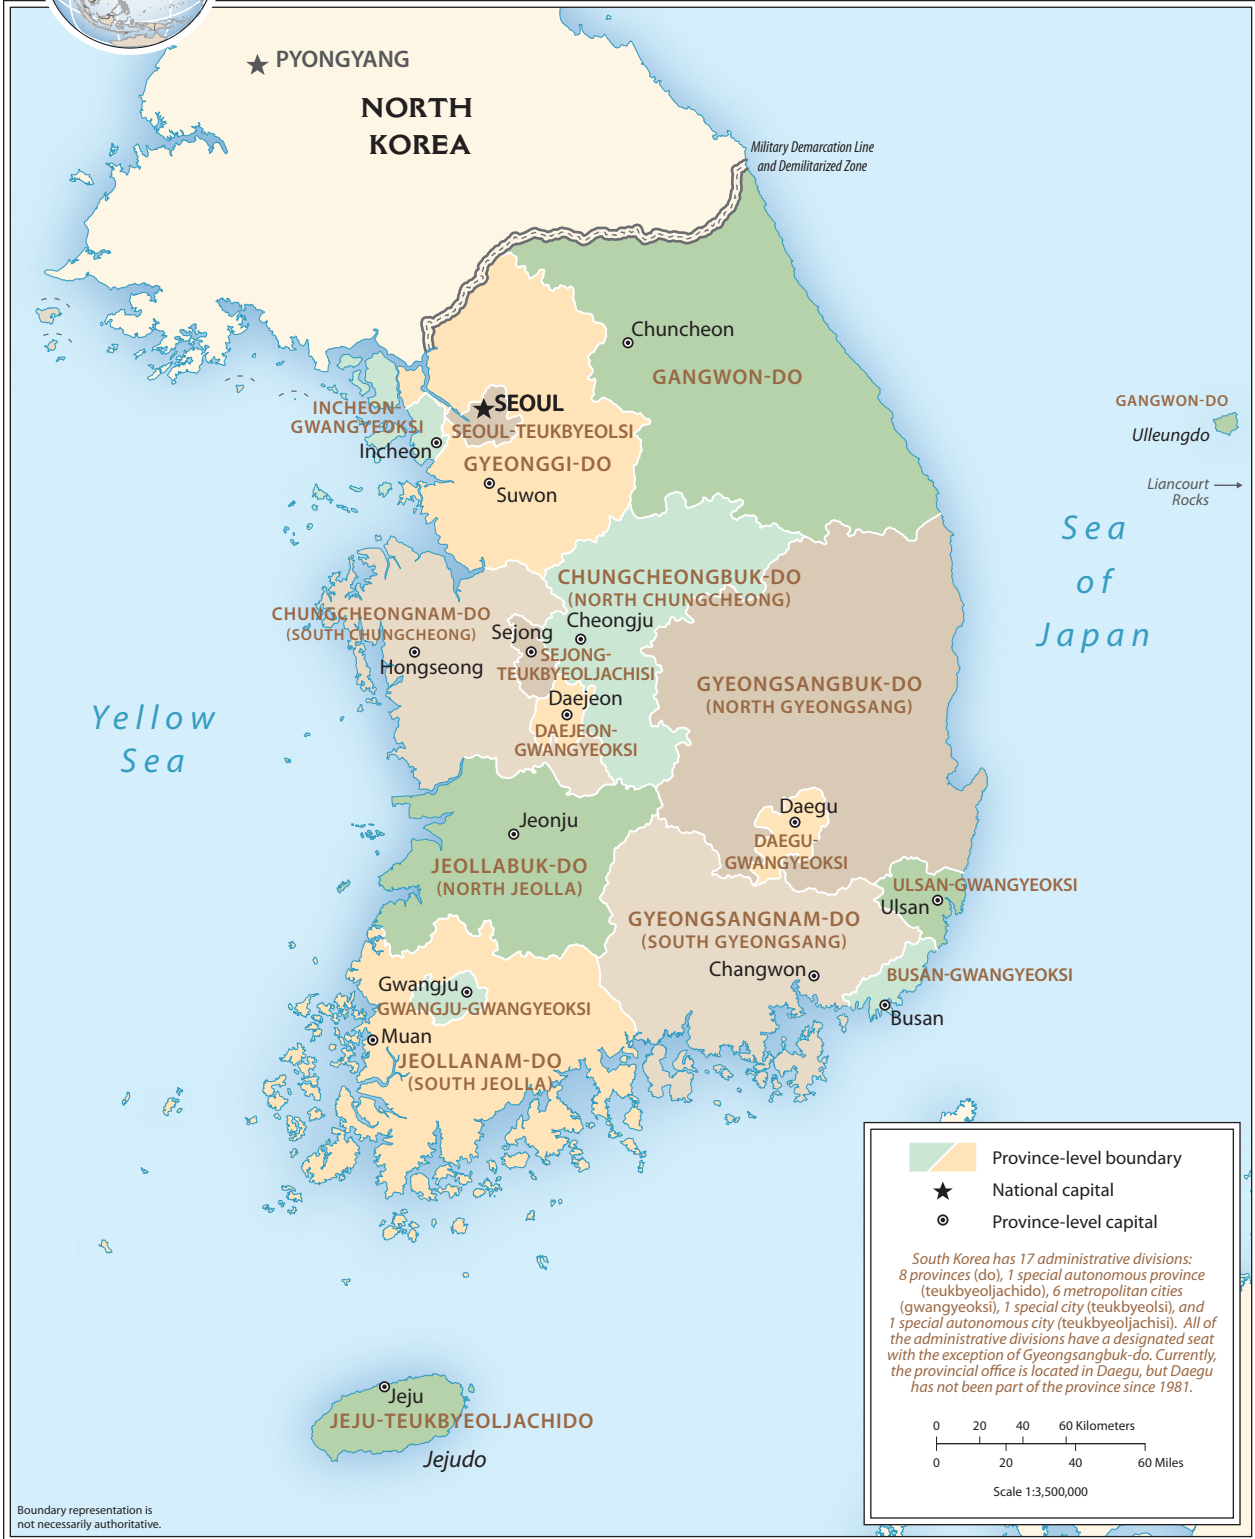 PYONGYANG
NORTH
KOREA
Military Demarcation Line
and Demilitarized Zone
Chuncheon
GANGWON-DO
GANGWON-DO
Ulleungdo
Liancourt
Rocks
INCHEON-
GWANGYEOKSI
Incheon
SEOUL
SEOUL-TEUKBYEOLSI
GYEONGGI-DO
Suwon
Sea
of
Japan
CHUNGCHEONGBUK-DO
(NORTH CHUNGCHEONG)
Cheongju
CHUNGCHEONGNAM-DO
(SOUTH CHUNGCHEONG)
Hongseong
Sejong
SEJONG-
TEUKBYEOLJACHISI
Daejeon
DAEJEON-
GWANGYEOKSI
GYEONGSANGBUK-DO
(NORTH GYEONGSANG)
Yellow
Sea
Daegu
DAEGU-
GWANGYEOKSI
Jeonju
JEOLLABUK-DO
(NORTH JEOLLA)
ULSAN-GWANGYEOKSI
Ulsan
GYEONGSANGNAM-DO
(SOUTH GYEONGSANG)
Changwon
BUSAN-GWANGYEOKSI
Busan
Gwangju
GWANGJU-GWANGYEOKSI
Muan
JEOLLANAM-DO
(SOUTH JEOLLA)
Jeju
JEJU-TEUKBYEOLJACHIDO
Jejudo
Province-level boundary
National capital
Province-level capital
South Korea has 17 administrative divisions:
8 provinces (do), 1 special autonomous province
(teukbyeoljachido), 6 metropolitan cities
(gwangyeoksi), 1 special city (teukbyeolsi), and
1 special autonomous city (teukbyeoljachisi). All of
the administrative divisions have a designated seat
with the exception of Gyeongsangbuk-do. Currently,
the provincial office is located in Daegu, but Daegu
has not been part of the province since 1981.
0 20 40 60 Kilometers
0 20 40 60 Miles
Scale 1:3,500,000
Boundary representation is
not necessarily authoritative.